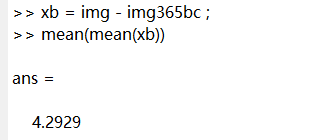 >> xb = img - img365bc ;
>> mean(mean(xb))
ans =
4.2929